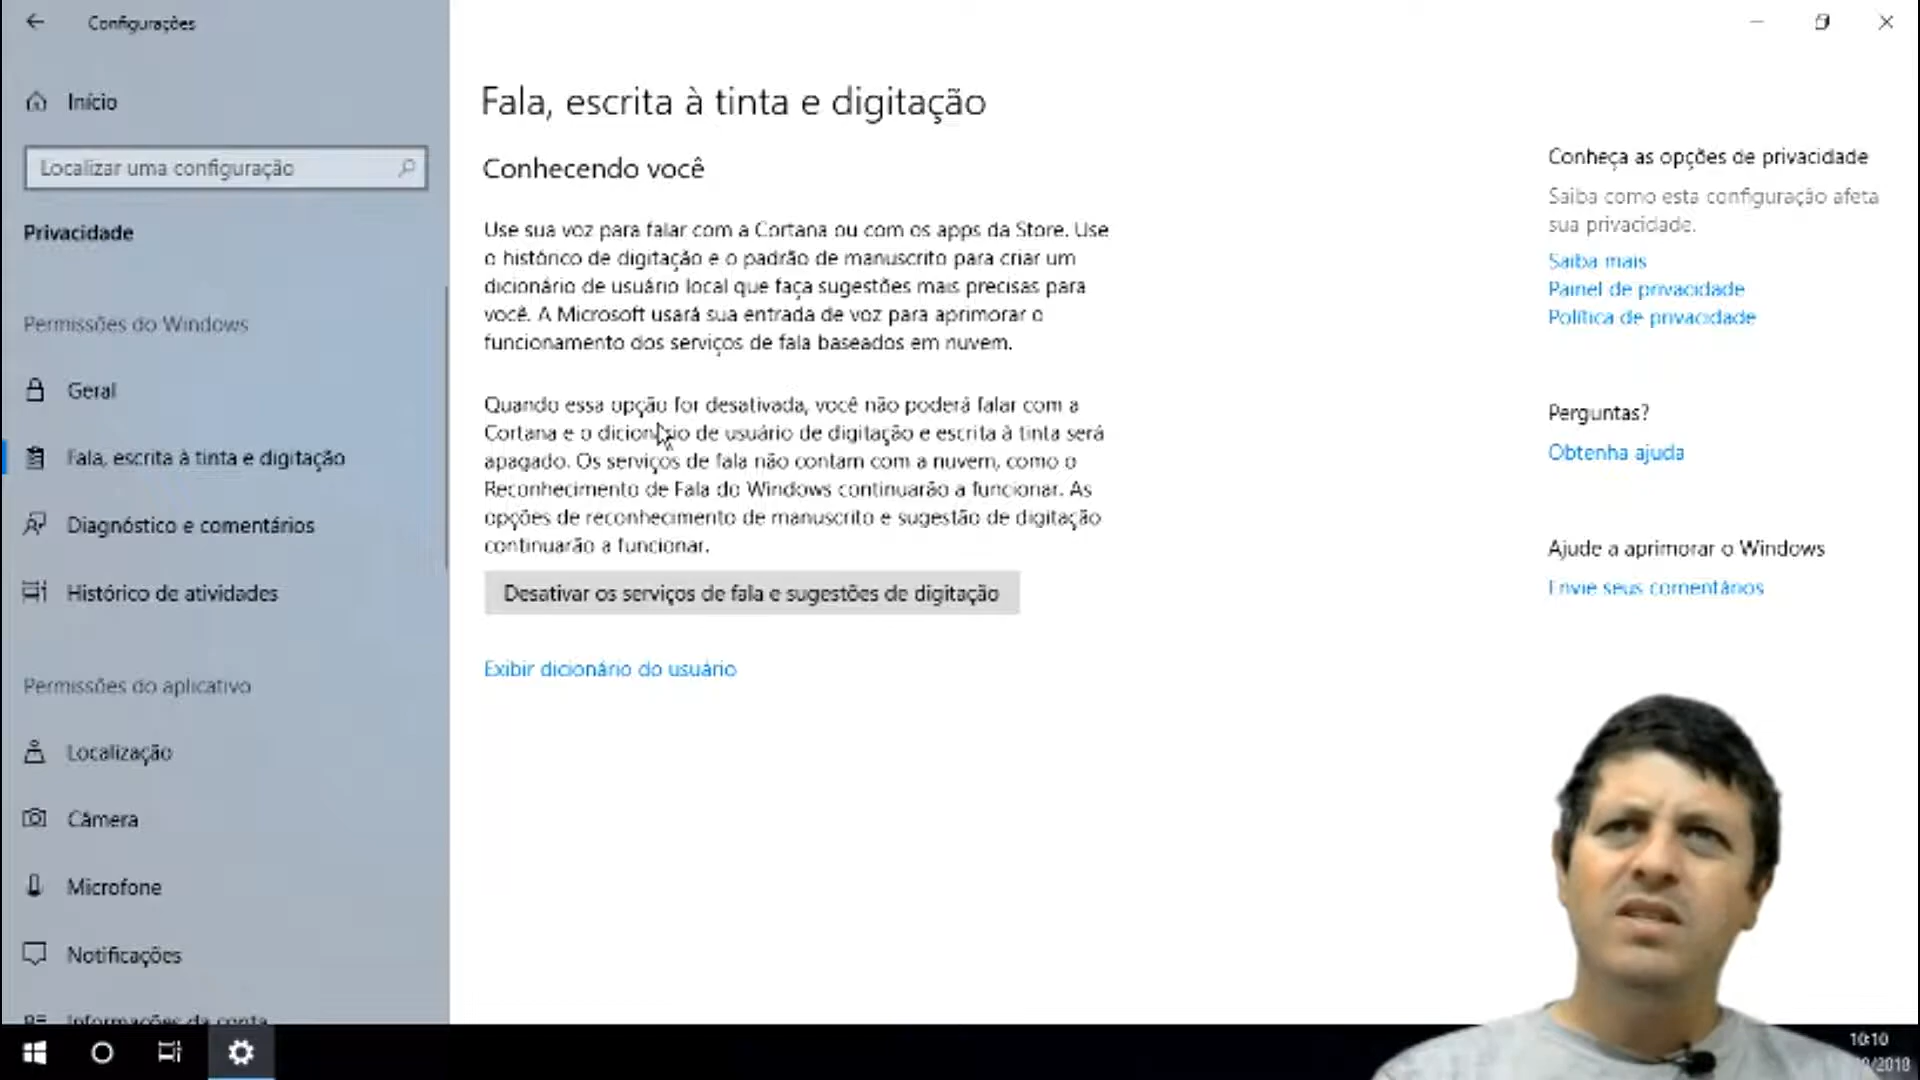 Configurações
Início
Localizar uma configuração
Privacidade
Permissões do Windows
Geral
Fala, escrita à tinta e digitação
Diagnóstico e comentários
Histórico de atividades
Permissões do aplicativo
Localização
Câmera
Microfone
Notificações
Informações da conta
Fala, escrita à tinta e digitação
Conhecendo você
Use sua voz para falar com a Cortana ou com os apps da Store. Use
o histórico de digitação e o padrão de manuscrito para criar um
dicionário de usuário local que faça sugestões mais precisas para
você. A Microsoft usará sua entrada de voz para aprimorar o
funcionamento dos serviços de fala baseados em nuvem.
Quando essa opção for desativada, você não poderá falar com a
Cortana e o dicionário de usuário de digitação e escrita à tinta será
apagado. Os serviços de fala não contam com a nuvem, como o
Reconhecimento de Fala do Windows continuarão a funcionar. As
opções de reconhecimento de manuscrito e sugestão de digitação
continuarão a funcionar.
Desativar os serviços de fala e sugestões de digitação
Exibir dicionário do usuário
Conheça as opções de privacidade
Saiba como esta configuração afeta
sua privacidade.
Saiba mais
Painel de privacidade
Política de privacidade
Perguntas?
Obtenha ajuda
Ajude a aprimorar o Windows
Envie seus comentários
10:10
/2018